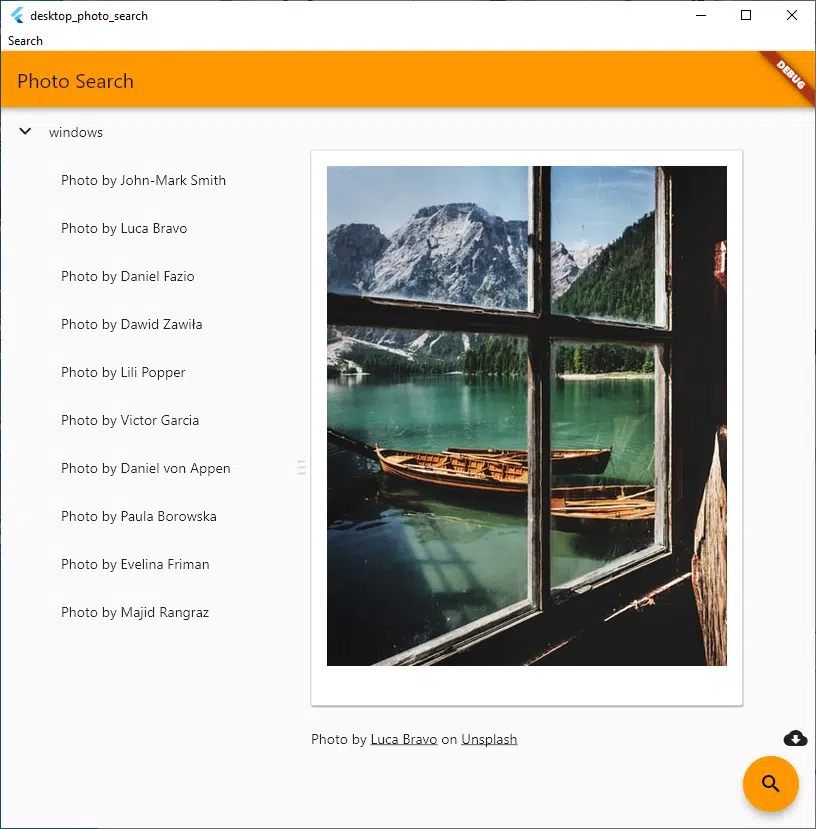 desktop_photo_search
Search
Photo Search
DEBUG
windows
Photo by John-Mark Smith
Photo by Luca Bravo
Photo by Daniel Fazio
Photo by Dawid Zawiła
Photo by Lili Popper
Photo by Victor Garcia
Photo by Daniel von Appen
Photo by Paula Borowska
Photo by Evelina Friman
Photo by Majid Rangraz
Photo by Luca Bravo on Unsplash